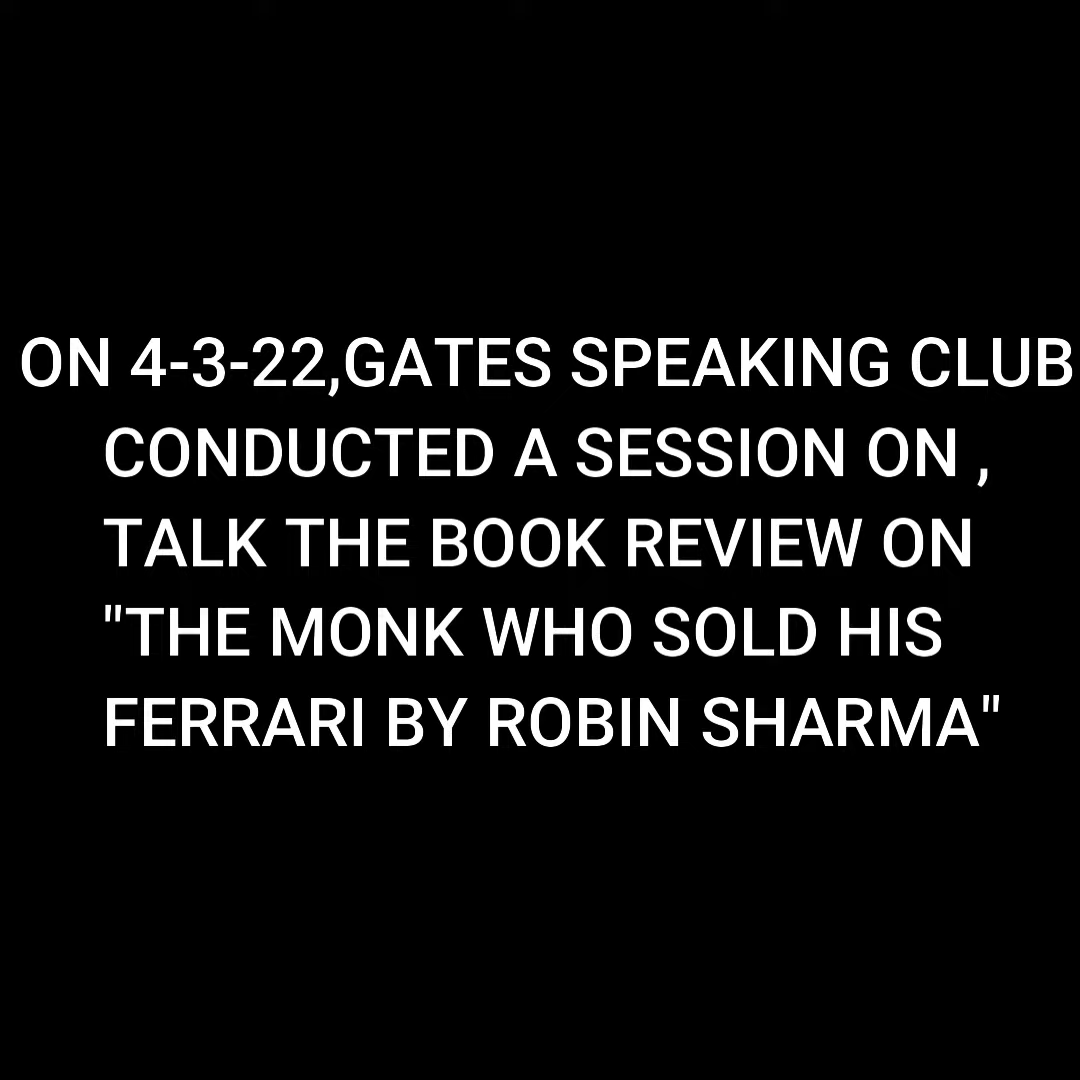 ON 4-3-22,GATES SPEAKING CLUB
CONDUCTED A SESSION ON ,
TALK THE BOOK REVIEW ON
"THE MONK WHO SOLD HIS
FERRARI BY ROBIN SHARMA"